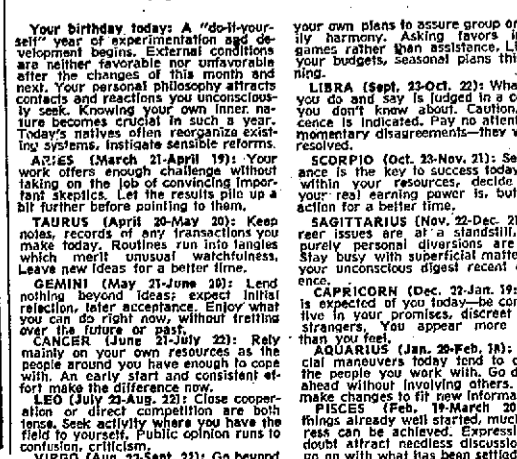 Your birthday today: A "do-it-your-
self" year of experimentation and de-
velopment begins. External conditions
are neither favorable nor unfavorable
after the changes of this month and
next. Your personal philosophy attracts
contacts and reactions you unconscious-
ly seek. Knowing your inner na-
ture becomes crucial in such a year.
Today's natives often reorganize exist-
ing systems, instigate sensible reforms.
ARIES (March 21-April 19): Your
work offers enough challenge without
taking on the job of convincing impor-
tant skeptics. Let the results pile up a
bit further before pointing to them.
TAURUS (April 20-May 20): Keep
notes, records of any transactions you
make today. Routines run into tangles
which merit unusual watchfulness.
Leave new ideas for a better time.
GEMINI (May 21-June 20): Lend
nothing beyond ideas; expect initial
rejection, later acceptance. Enjoy what
you can do right now, without fretting
over the future or past.
CANCER (June 21-July 22): Rely
mainly on your own resources as the
people around you have enough to cope
with. An early start and consistent ef-
fort make the difference now.
LEO (July 23-Aug. 22): Close cooper-
ation or direct competition are both
tense. Seek activity where you have the
field to yourself. Public opinion runs to
confusion, criticism.
VIRGO (Aug. 23-Sept. 22): Go beyond
your own plans to assure group or
ily harmony. Asking favors
games rather than assistance.
your budgets, seasonal plans
ning.
LIBRA (Sept. 23-Oct. 22): What
you do and say is judged in a
you don't know about. Caution,
cence is indicated. Pay no
momentary disagreements—they
resolved.
SCORPIO (Oct. 23-Nov. 21):
ance is the key to success today
within your resources, decide
your real earning power is, but
action for a better time.
SAGITTARIUS (Nov. 22-Dec. 21
reer issues are at a standstill,
purely personal diversions are
Stay busy with superficial
your unconscious digest recent
ence.
CAPRICORN (Dec. 22-Jan. 19:
is expected of you today—be
tive in your promises, discreet
strangers. You appear more
than you feel.
AQUARIUS (Jan. 20-Feb. 18):
cial maneuvers today tend to
the people you work with. Go
ahead without involving others.
make changes to fit new
PISCES (Feb. 19-March 20
things already well started,
ress can be achieved.
doubt attract needless
go on with what has been settled